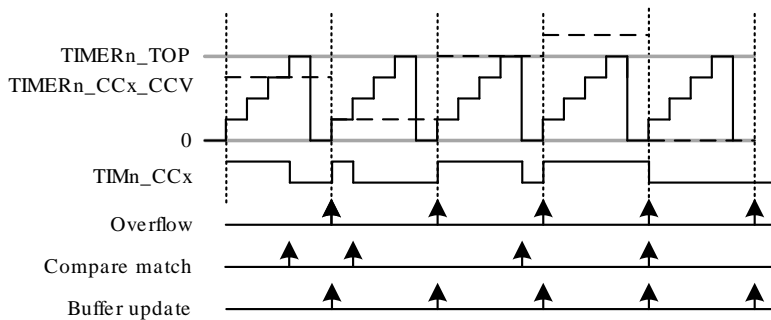 TIMERn_TOP
TIMERn_CCx_CCV
0
TIMn_CCx
Overflow
Compare match
Buffer update